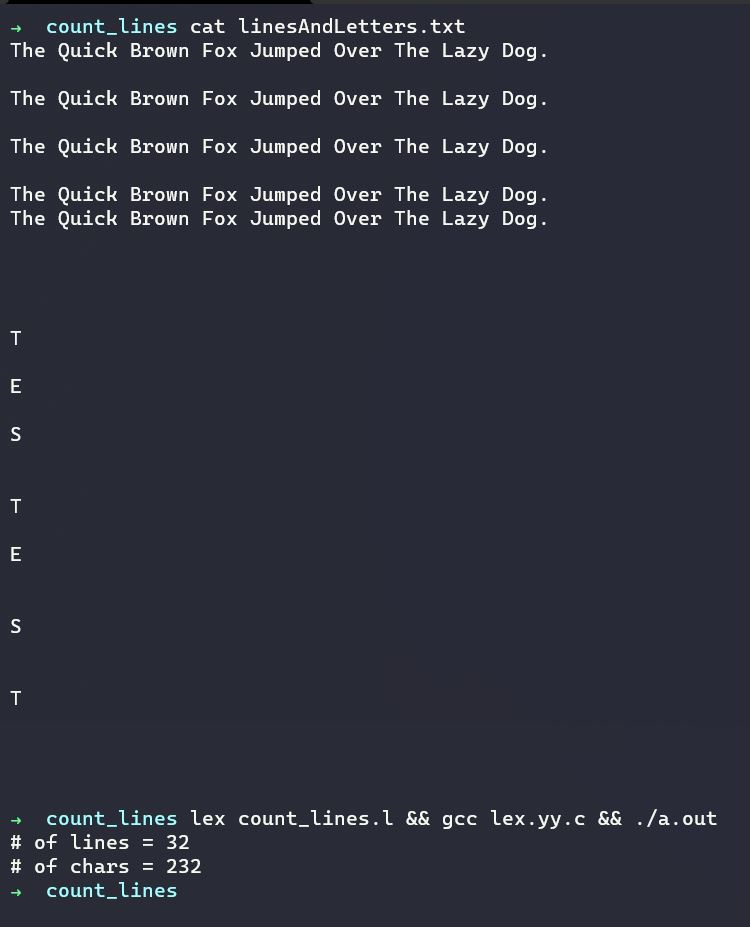 → count_lines cat linesAndLetters.txt
The Quick Brown Fox Jumped Over The Lazy Dog.
The Quick Brown Fox Jumped Over The Lazy Dog.
The Quick Brown Fox Jumped Over The Lazy Dog.
The Quick Brown Fox Jumped Over The Lazy Dog.
The Quick Brown Fox Jumped Over The Lazy Dog.
T
E
S
T
E
S
T
→ count_lines lex count_lines.l && gcc lex.yy.c && ./a.out
# of lines = 32
# of chars = 232
→ count_lines